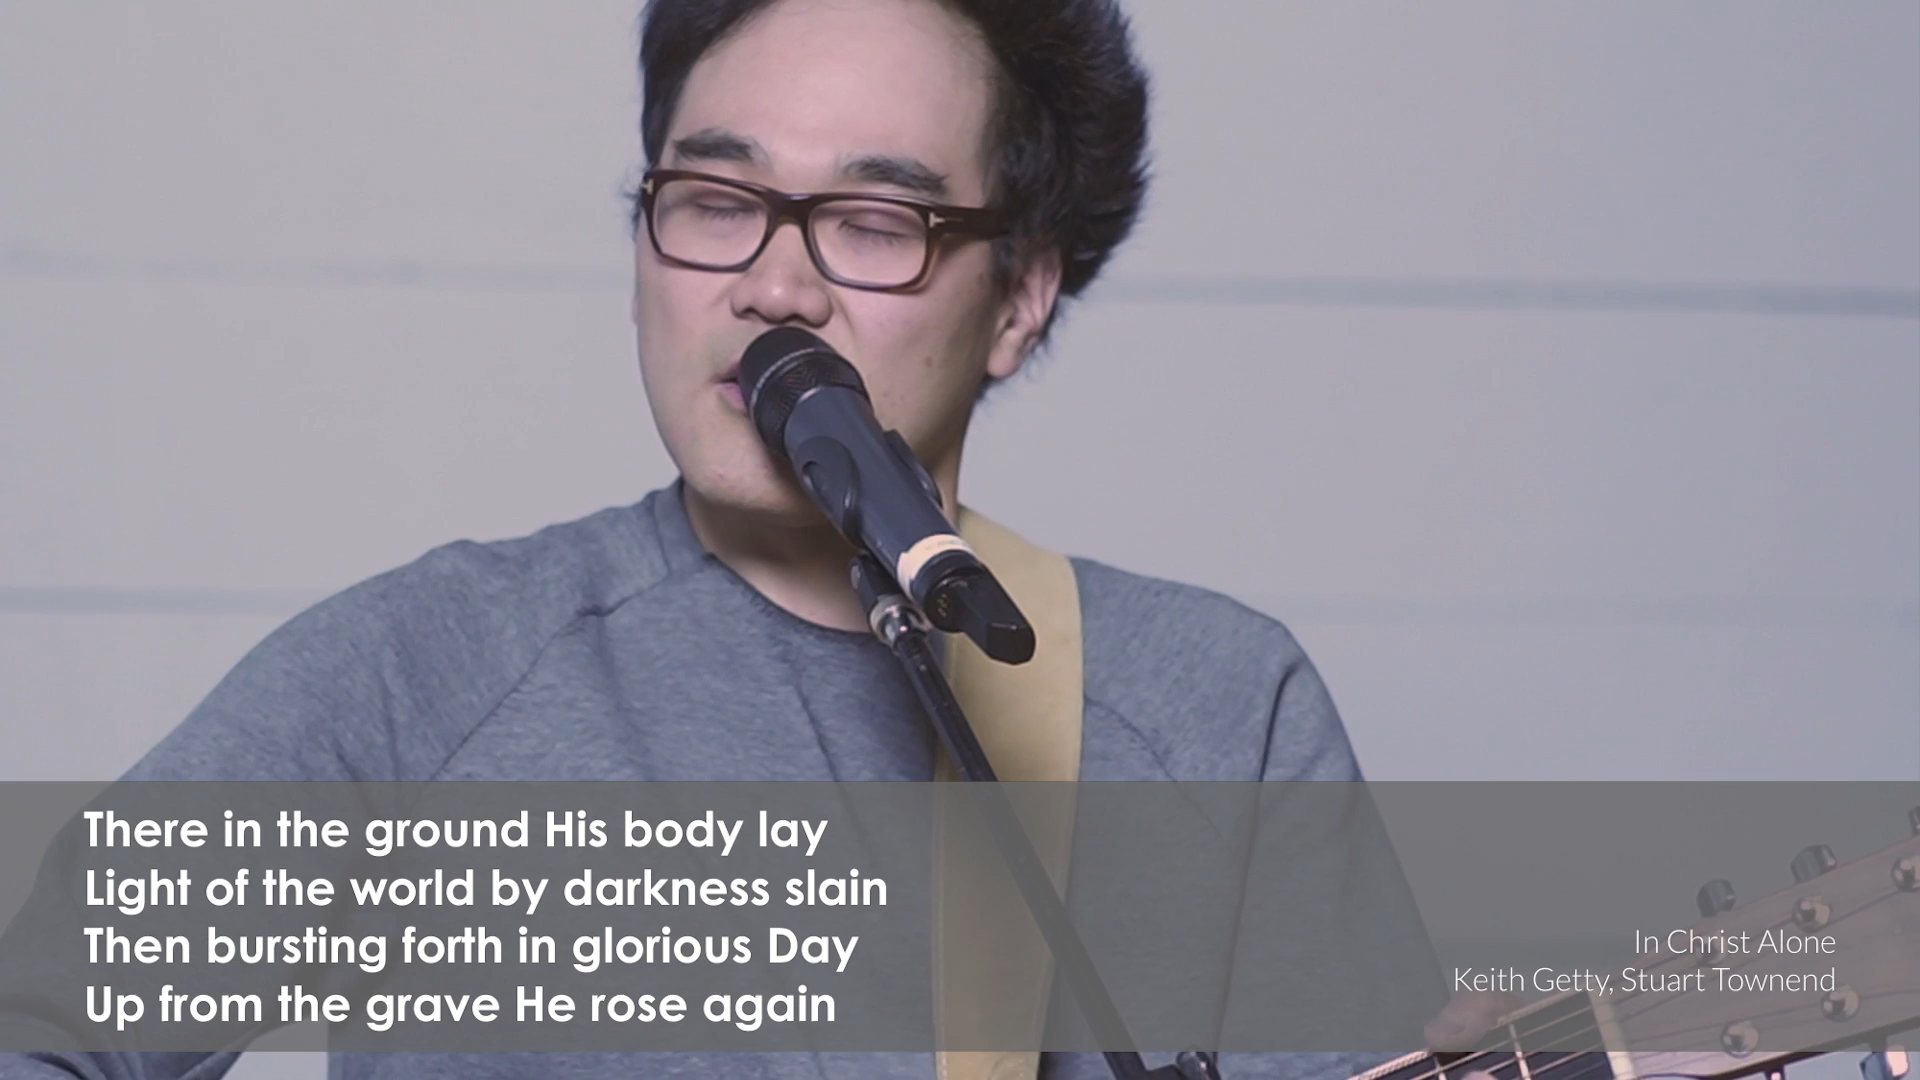 There in the ground His body lay
Light of the world by darkness slain
Then bursting forth in glorious Day
Up from the grave He rose again
In Christ Alone
Keith Getty, Stuart Townend